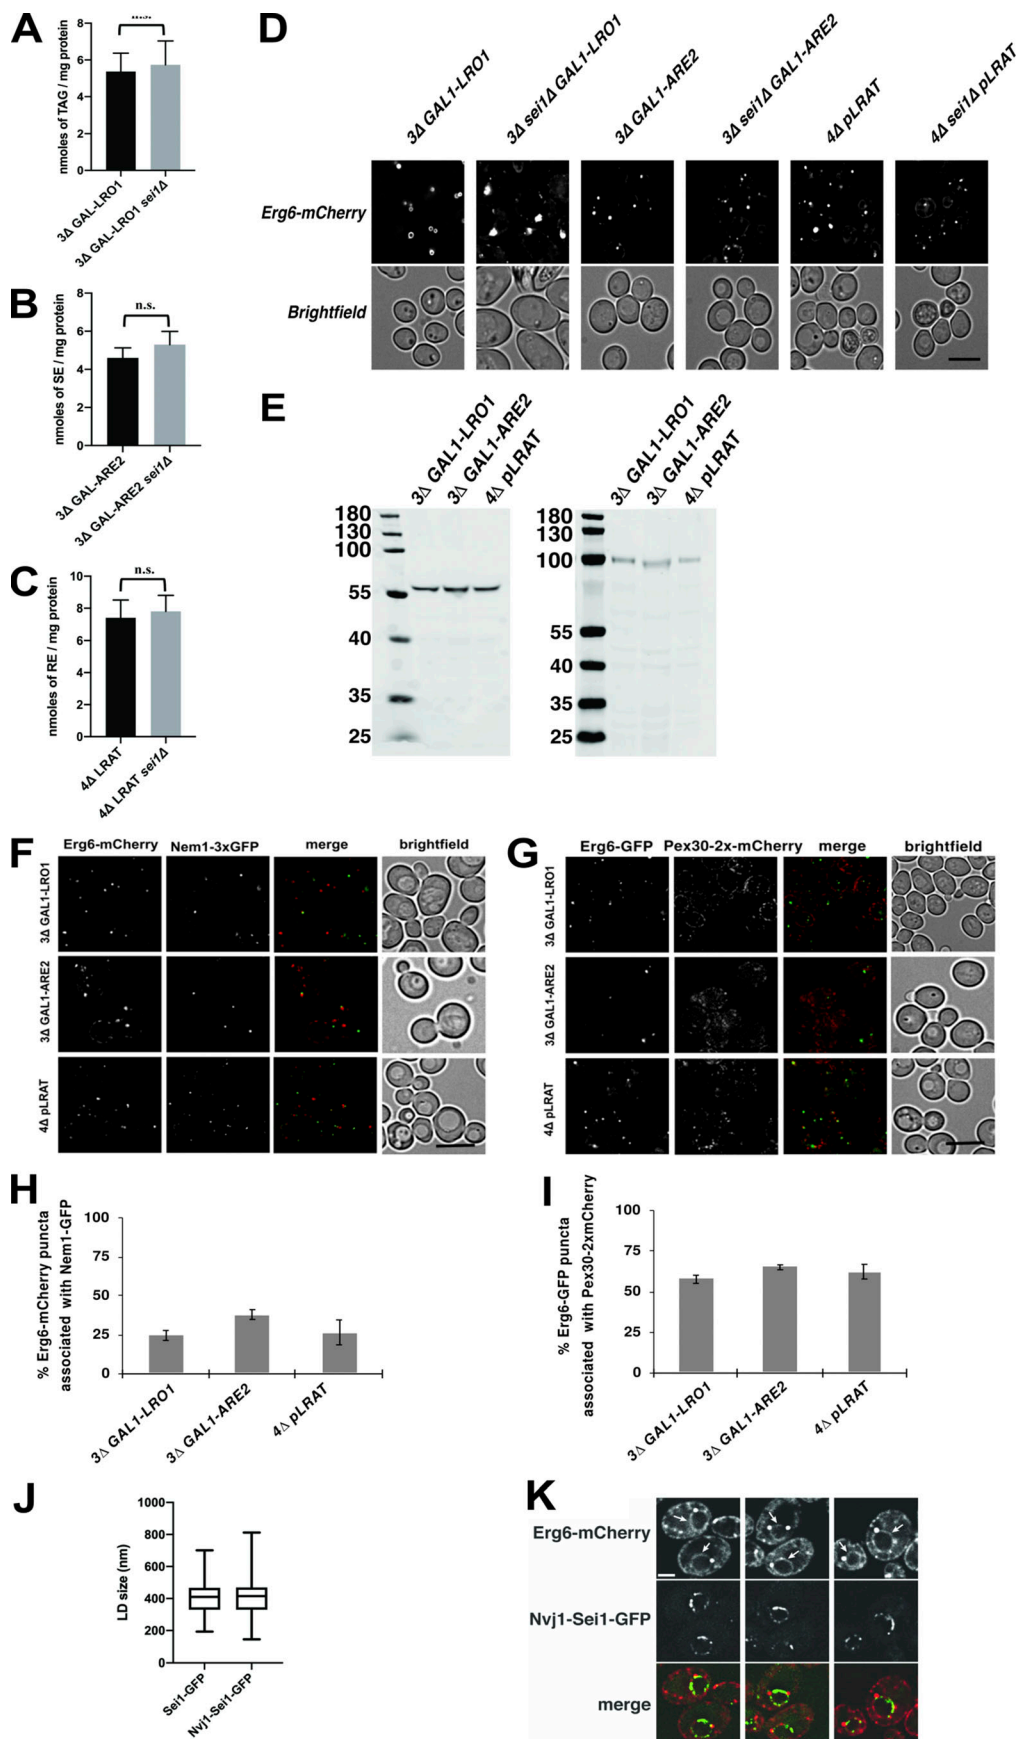 A
n.s.
nmoles of TAG / mg protein
8
6
4
2
0
3Δ GAL-LRO1
3Δ GAL-LRO1 sei1Δ
B
n.s.
nmoles of SE / mg protein
8
6
4
2
0
3Δ GAL-ARE2
3Δ GAL-ARE2 sei1Δ
C
n.s.
nmoles of RE / mg protein
10
8
6
4
2
0
4Δ LRAT
4Δ LRAT sei1Δ
D
3Δ GAL1-LRO1
3Δ sei1Δ GAL1-LRO1
3Δ GAL1-ARE2
3Δ sei1Δ GAL1-ARE2
4Δ pLRAT
4Δ sei1Δ pLRAT
Erg6-mCherry
Brightfield
E
3Δ GAL1-LRO1
3Δ GAL1-ARE2
4Δ pLRAT
180
130
100
55
40
35
25
3Δ GAL1-LRO1
3Δ GAL1-ARE2
4Δ pLRAT
180
130
100
55
40
35
25
F
Erg6-mCherry Nem1-3xGFP merge brightfield
3Δ GAL1-LRO1
3Δ GAL1-ARE2
4Δ pLRAT
G
Erg6-GFP Pex30-2x-mCherry merge brightfield
3Δ GAL1-LRO1
3Δ GAL1-ARE2
4Δ pLRAT
H
% Erg6-mCherry puncta
associated with Nem1-GFP
100
75
50
25
0
3Δ GAL1-LRO1
3Δ GAL1-ARE2
4Δ pLRAT
I
% Erg6-GFP puncta
associated with Pex30-2xmCherry
100
75
50
25
0
3Δ GAL1-LRO1
3Δ GAL1-ARE2
4Δ pLRAT
J
LD size (nm)
1000
800
600
400
200
0
Sei1-GFP
Nvj1-Sei1-GFP
K
Erg6-mCherry
Nvj1-Sei1-GFP
merge